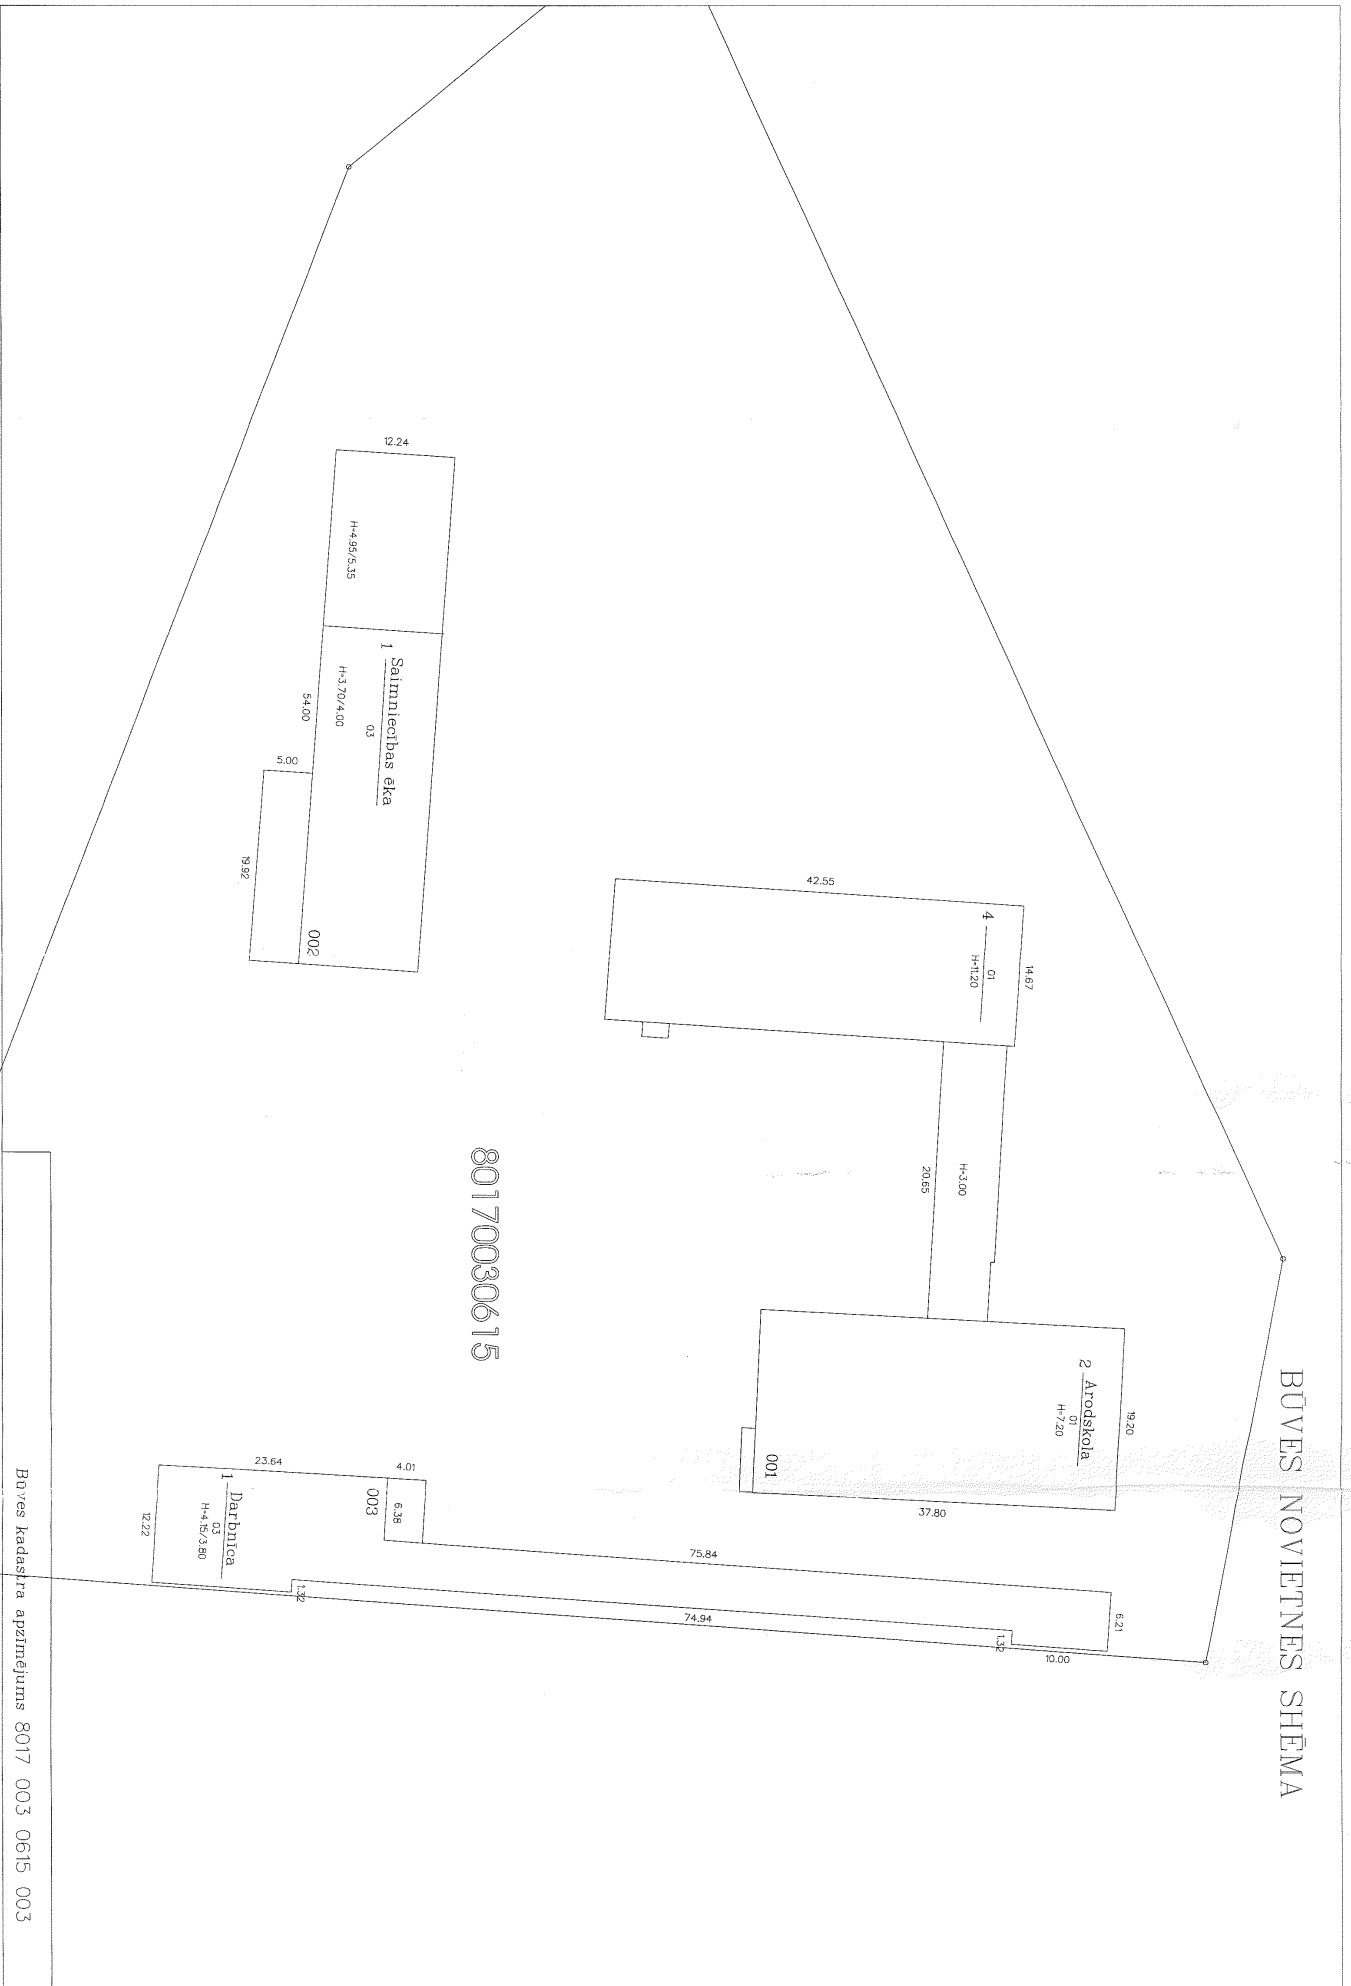 BŪVES NOVIETNES SHĒMA
14.67
4
01
H=11.20
42.55
H=3.00
20.65
19.20
2 Arodskola
01
H=7.20
001
37.80
12.24
H=4.95/5.35
1 Saimniecības ēka
03
H=3.70/4.00
54.00
5.00
19.92
002
80170030615
6.21
10.00
1.32
75.84
74.94
4.01
6.38
003
23.64
1.32
1 Darbnīca
03
H=4.15/3.80
12.22
Būves kadastra apzīmējums 8017 003 0615 003